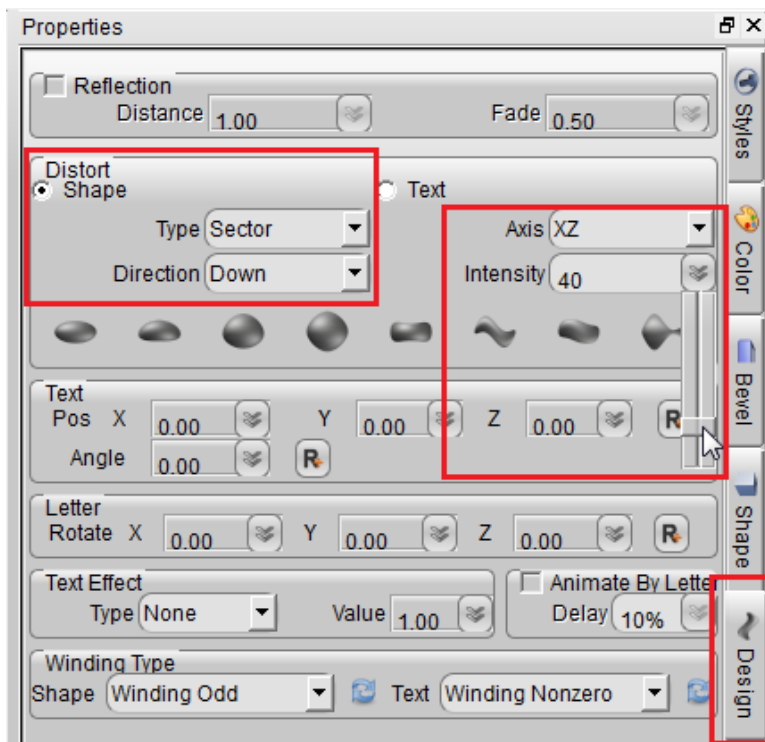 Properties
Reflection
Distance 1.00 Fade 0.50
Distort
Shape Text
Type Sector Axis XZ
Direction Down Intensity 40
Text
Pos X 0.00 Y 0.00 Z 0.00 R
Angle 0.00 R
Letter
Rotate X 0.00 Y 0.00 Z 0.00 R
Text Effect Animate By Letter
Type None Value 1.00 Delay 10%
Winding Type
Shape Winding Odd Text Winding Nonzero
Styles
Color
Bevel
Shape
Design